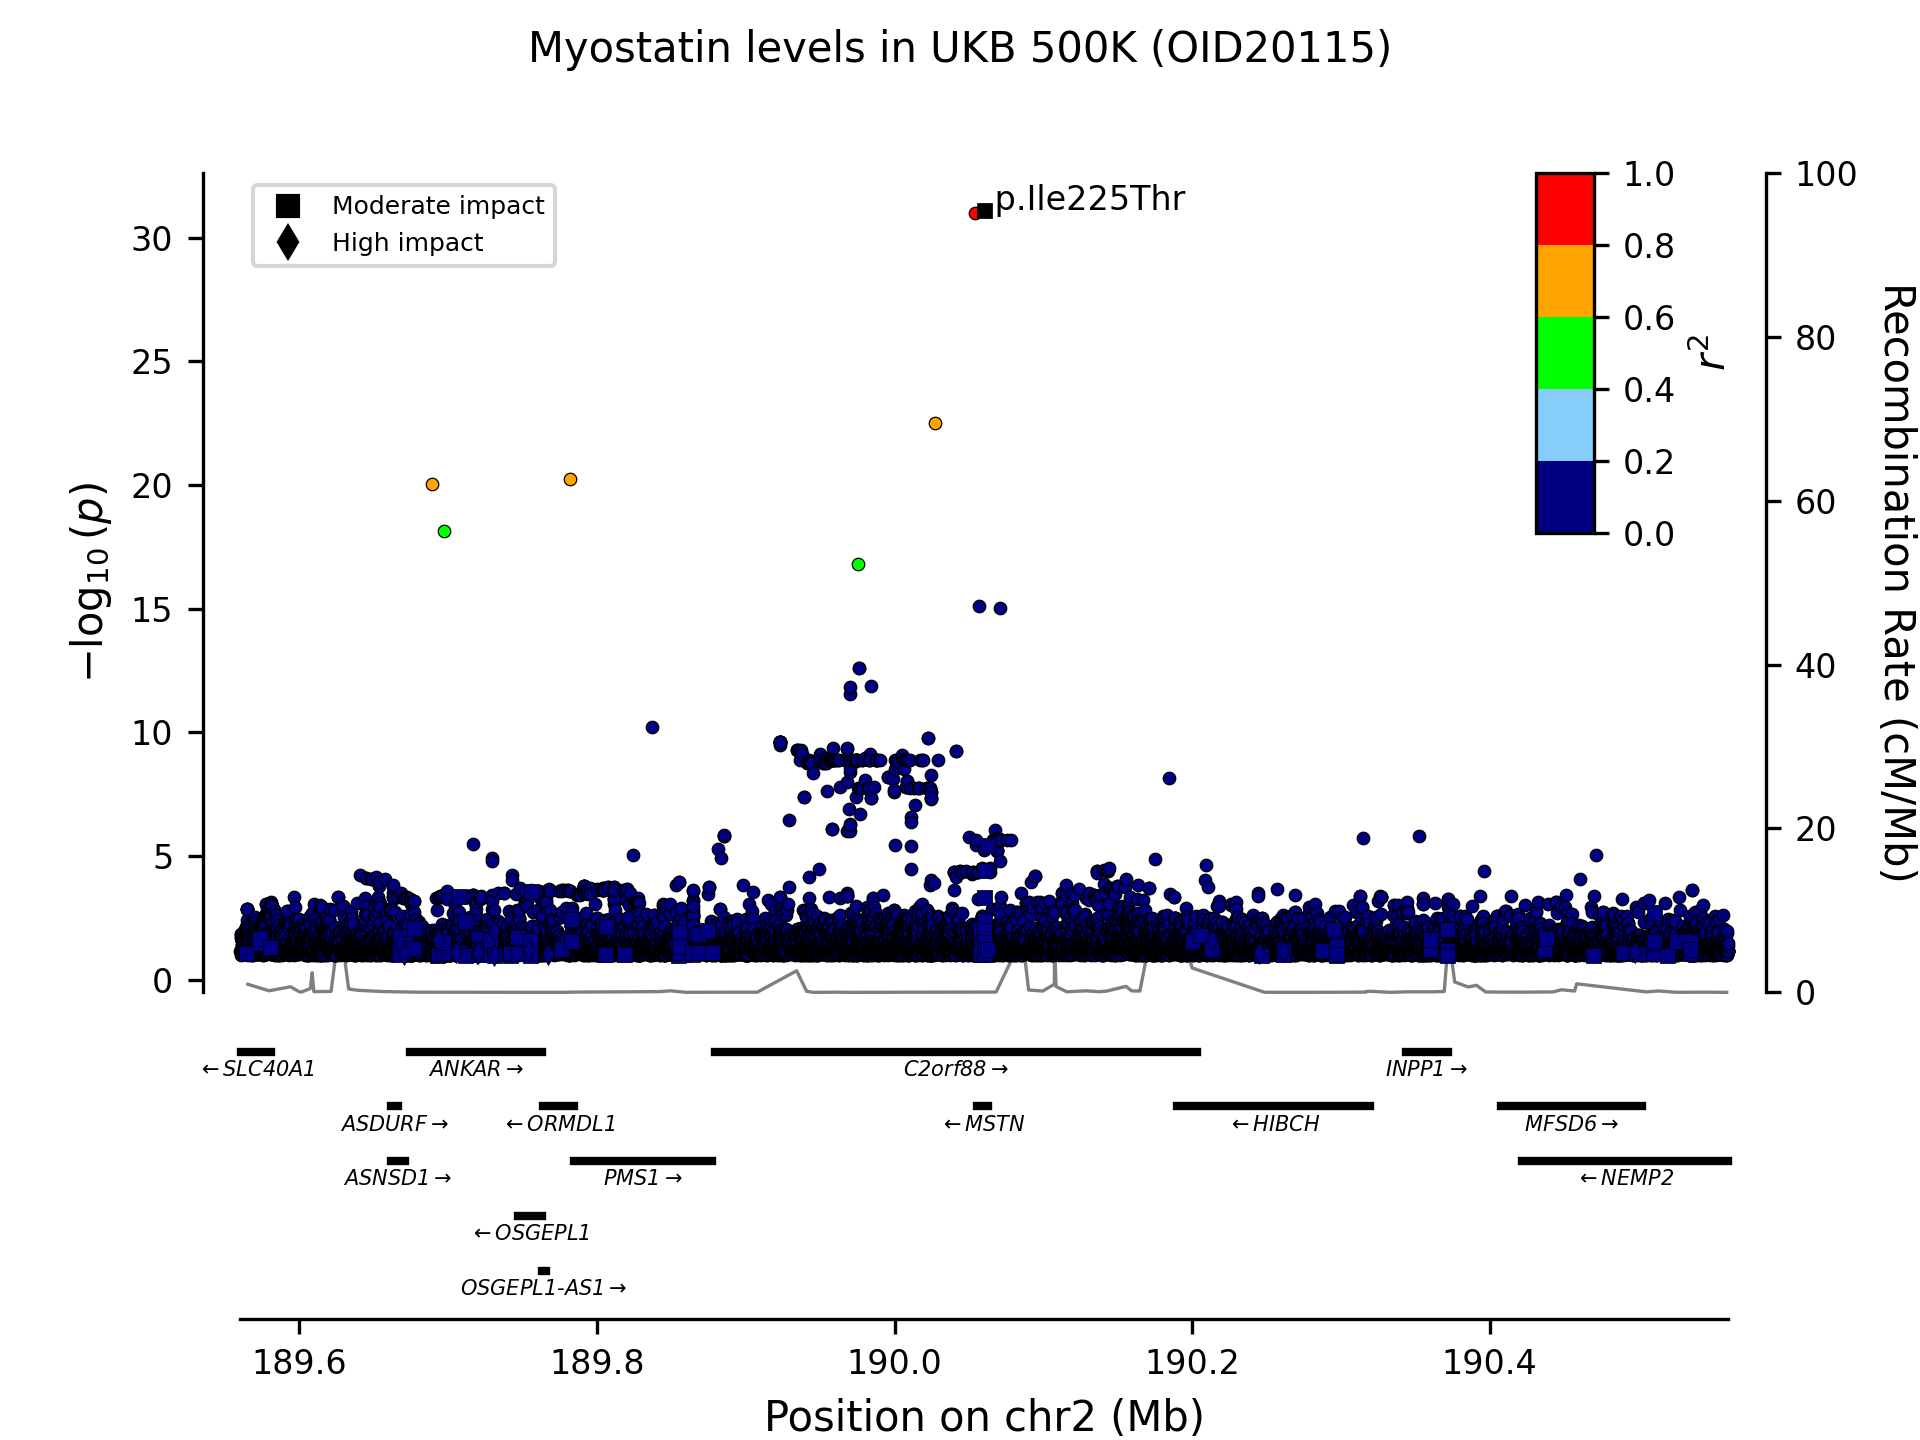 Myostatin levels in UKB 500K (OID20115)
Moderate impact
High impact
p.Ile225Thr
30
25
20
15
10
5
0
−log10(p)
1.0
0.8
0.6
0.4
0.2
0.0
r2
100
80
60
40
20
0
Recombination Rate (cM/Mb)
←SLC40A1
ANKAR→
C2orf88→
INPP1→
ASDURF→
←ORMDL1
←MSTN
←HIBCH
MFSD6→
ASNSD1→
PMS1→
←NEMP2
←OSGEPL1
OSGEPL1-AS1→
189.6
189.8
190.0
190.2
190.4
Position on chr2 (Mb)